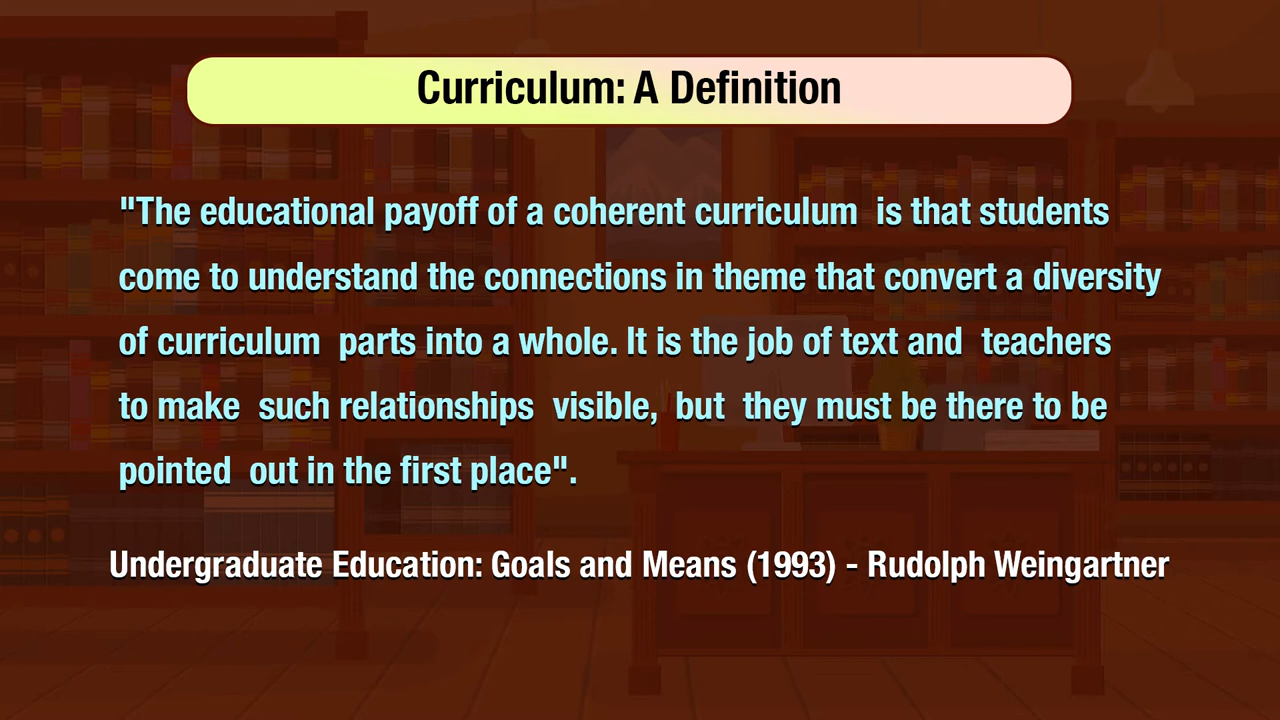 Curriculum: A Definition
"The educational payoff of a coherent curriculum is that students
come to understand the connections in theme that convert a diversity
of curriculum parts into a whole. It is the job of text and teachers
to make such relationships visible, but they must be there to be
pointed out in the first place".
Undergraduate Education: Goals and Means (1993) - Rudolph Weingartner